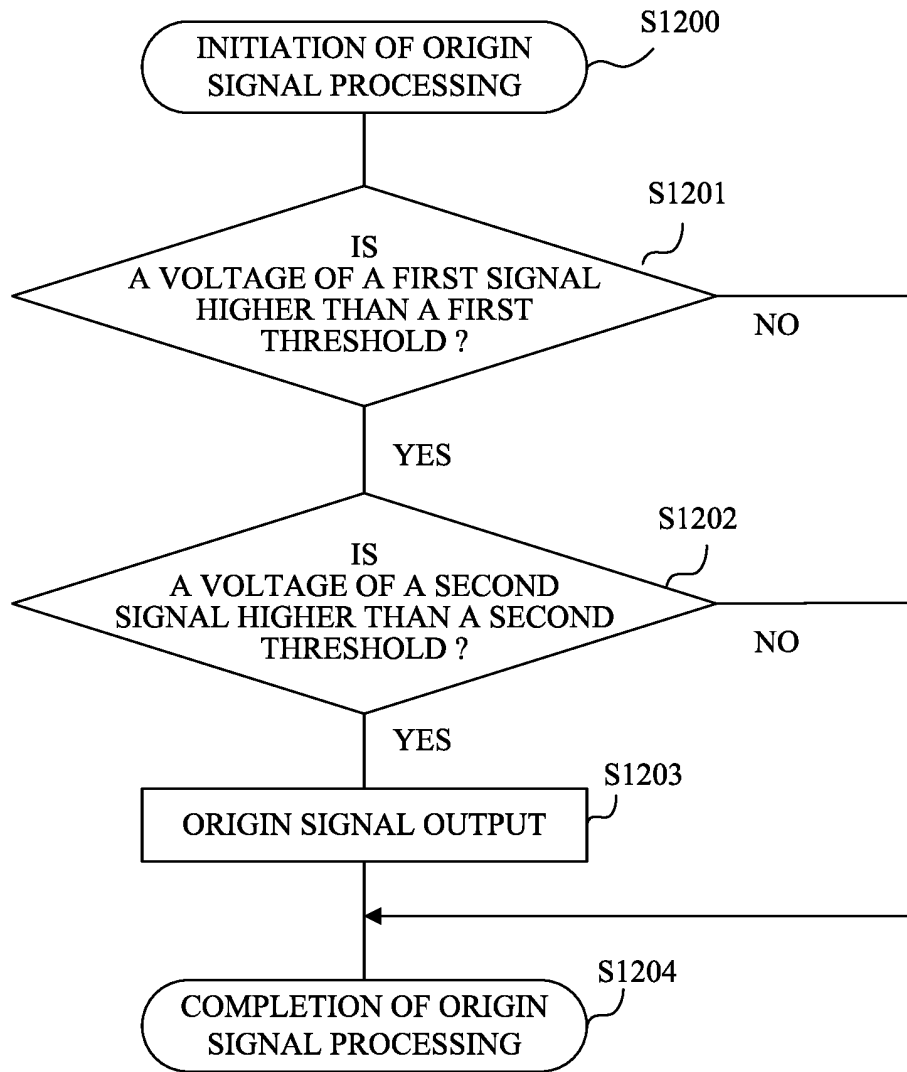 S1200
INITIATION OF ORIGIN
SIGNAL PROCESSING
S1201
IS
A VOLTAGE OF A FIRST SIGNAL
HIGHER THAN A FIRST
THRESHOLD ?
NO
YES
S1202
IS
A VOLTAGE OF A SECOND
SIGNAL HIGHER THAN A SECOND
THRESHOLD ?
NO
YES
S1203
ORIGIN SIGNAL OUTPUT
S1204
COMPLETION OF ORIGIN
SIGNAL PROCESSING